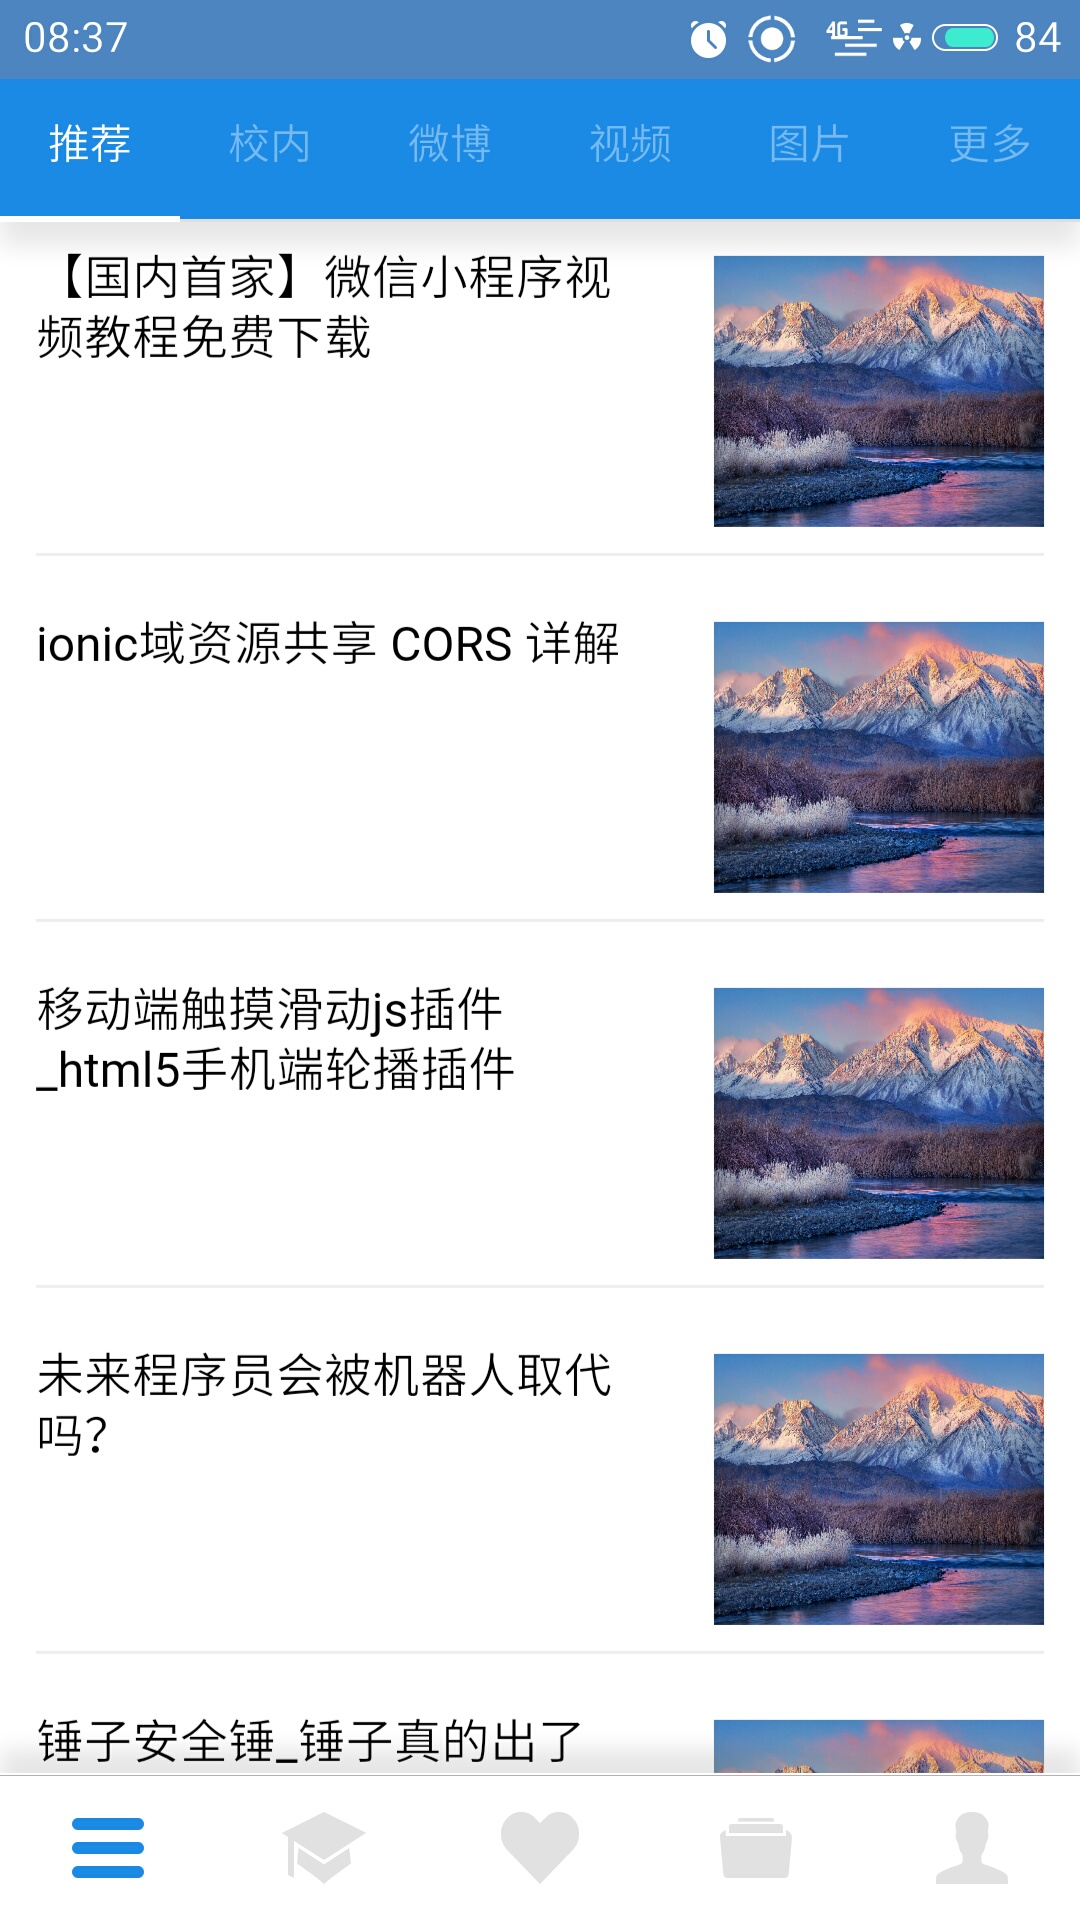 08:37
4G
84
推荐 校内 微博 视频 图片 更多
【国内首家】微信小程序视
频教程免费下载
ionic域资源共享 CORS 详解
移动端触摸滑动js插件
_html5手机端轮播插件
未来程序员会被机器人取代
吗?
锤子安全锤_锤子真的出了